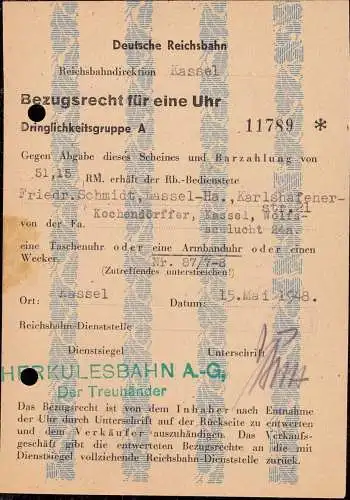 Deutsche Reichsbahn
Reichsbahndirektion Kassel
Bezugsrecht für eine Uhr
Dringlichkeitsgruppe A 11789 *
Gegen Abgabe dieses Scheines und Barzahlung von
51,15 RM. erhält der Rb.-Bedienstete
Friedr. Schmidt, Kassel-Ha., Karlshafener-
str. 21
von der Fa. Kochendörffer, Kassel, Wolfs-
schlucht 24a.
eine Taschenuhr oder eine Armbanduhr oder einen
Wecker. Nr. 87/7-8
(Zutreffendes unterstreichen)
Ort: Kassel Datum: 15. Mai 1948.
Reichsbahn-Dienststelle
Dienstsiegel Unterschrift
HERKULESBAHN A.-G,
Der Treuhänder
Das Bezugsrecht ist von dem Inhaber nach Entnahme
der Uhr durch Unterschrift auf der Rückseite zu entwerten
und dem Verkäufer auszuhändigen. Das Verkaufs-
geschäft gibt die entwerteten Bezugsrechte an die mit
Dienstsiegel vollziehende Reichsbahn-Dienststelle zurück.